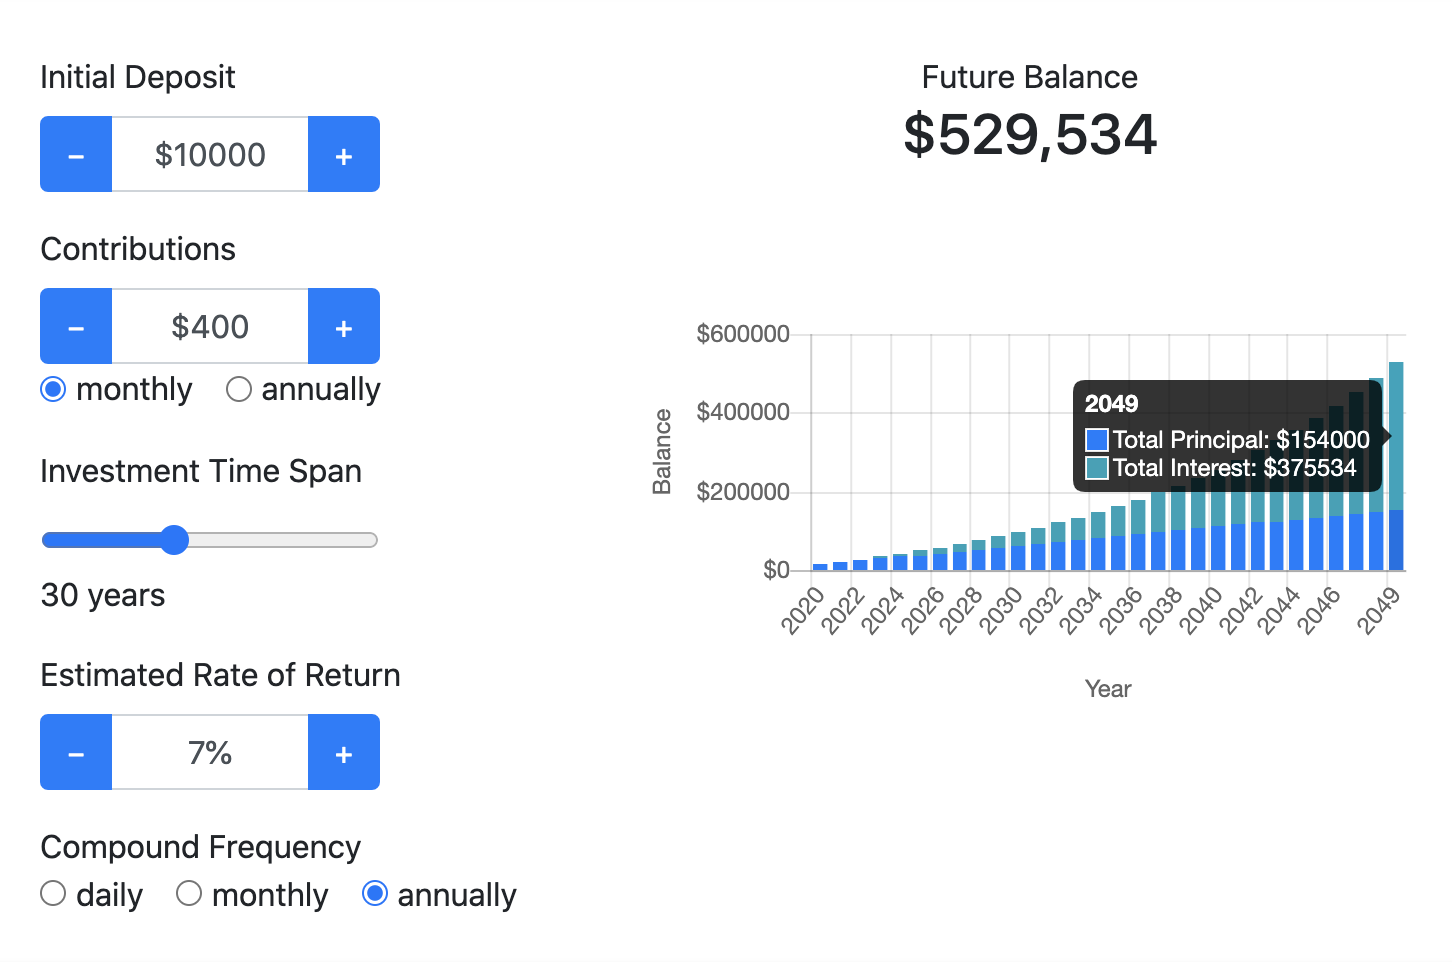 Initial Deposit
– $10000 +
Contributions
– $400 +
monthly annually
Investment Time Span
30 years
Estimated Rate of Return
– 7% +
Compound Frequency
daily monthly annually
Future Balance
$529,534
$600000
$400000
$200000
$0
Balance
2049
Total Principal: $154000
Total Interest: $375534
2020 2022 2024 2026 2028 2030 2032 2034 2036 2038 2040 2042 2044 2046 2049
Year